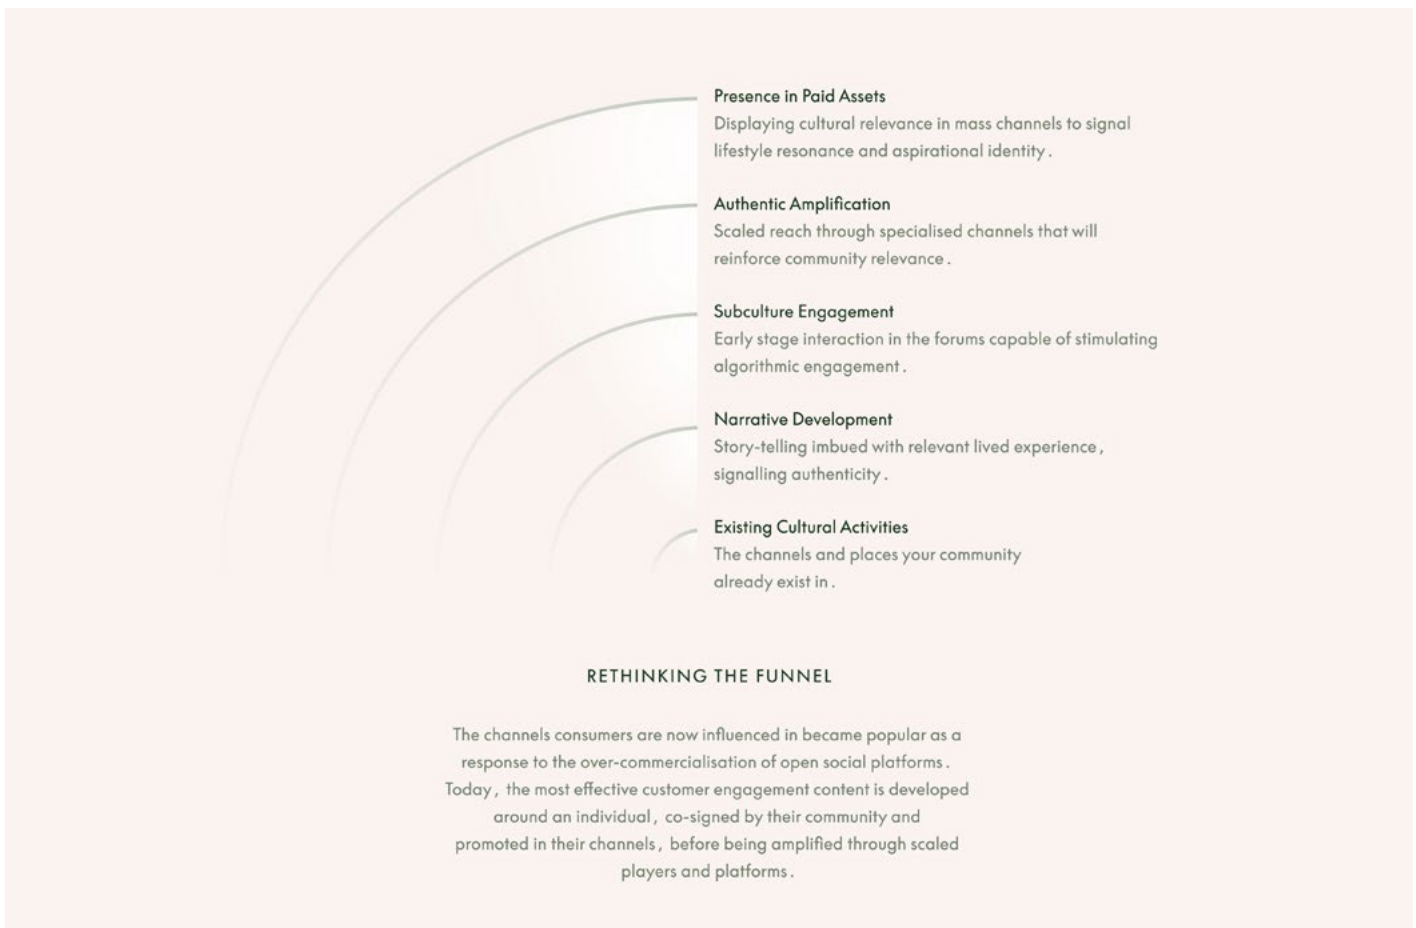 Presence in Paid Assets
Displaying cultural relevance in mass channels to signal
lifestyle resonance and aspirational identity .
Authentic Amplification
Scaled reach through specialised channels that will
reinforce community relevance .
Subculture Engagement
Early stage interaction in the forums capable of stimulating
algorithmic engagement .
Narrative Development
Story-telling imbued with relevant lived experience ,
signalling authenticity .
Existing Cultural Activities
The channels and places your community
already exist in .
RETHINKING THE FUNNEL
The channels consumers are now influenced in became popular as a
response to the over-commercialisation of open social platforms .
Today , the most effective customer engagement content is developed
around an individual , co-signed by their community and
promoted in their channels , before being amplified through scaled
players and platforms .